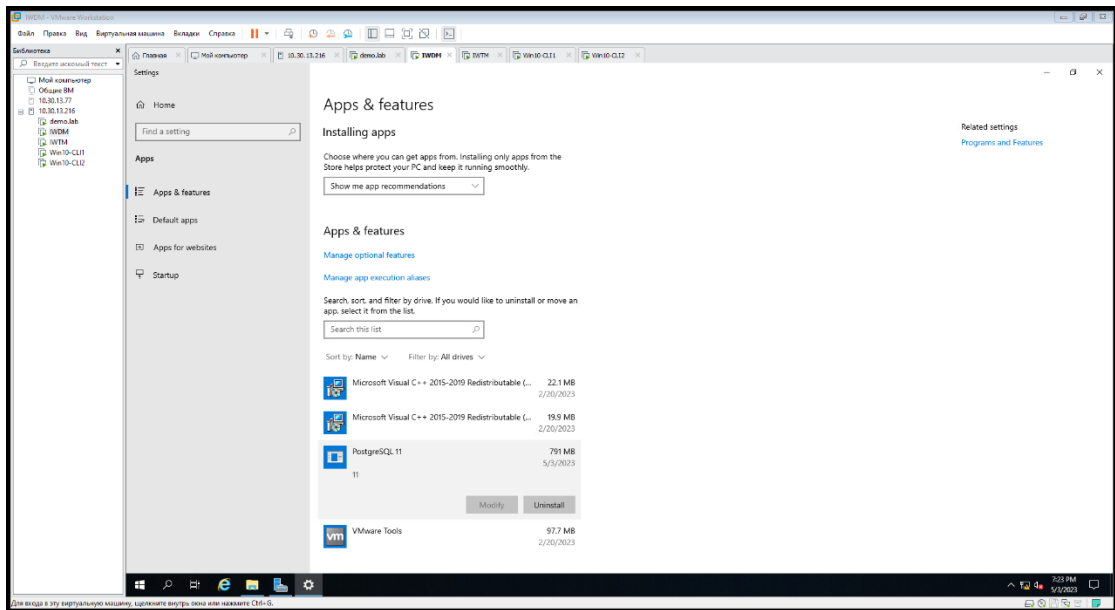 IWDM - VMware Workstation
Файл Правка Вид Виртуальная машина Вкладки Справка
Библиотека
Введите искомый текст
Мой компьютер
Общие ВМ
10.30.13.77
10.30.13.216
demo.lab
IWDM
IWTM
Win10-CLI1
Win10-CLI2
Главная Мой компьютер 10.30.13.216 demo.lab IWDM IWTM Win10-CLI1 Win10-CLI2
Settings
Home
Find a setting
Apps
Apps & features
Default apps
Apps for websites
Startup
Apps & features
Installing apps
Choose where you can get apps from. Installing only apps from the
Store helps protect your PC and keep it running smoothly.
Show me app recommendations
Apps & features
Manage optional features
Manage app execution aliases
Search, sort, and filter by drive. If you would like to uninstall or move an
app, select it from the list.
Search this list
Sort by: Name Filter by: All drives
Microsoft Visual C++ 2015-2019 Redistributable (... 22.1 MB
2/20/2023
Microsoft Visual C++ 2015-2019 Redistributable (... 19.9 MB
2/20/2023
PostgreSQL 11 791 MB
5/3/2023
11
Modify Uninstall
VMware Tools 97.7 MB
2/20/2023
vm
Related settings
Programs and Features
7:23 PM
5/3/2023
Для входа в эту виртуальную машину, щелкните внутрь окна или нажмите Ctrl+G.